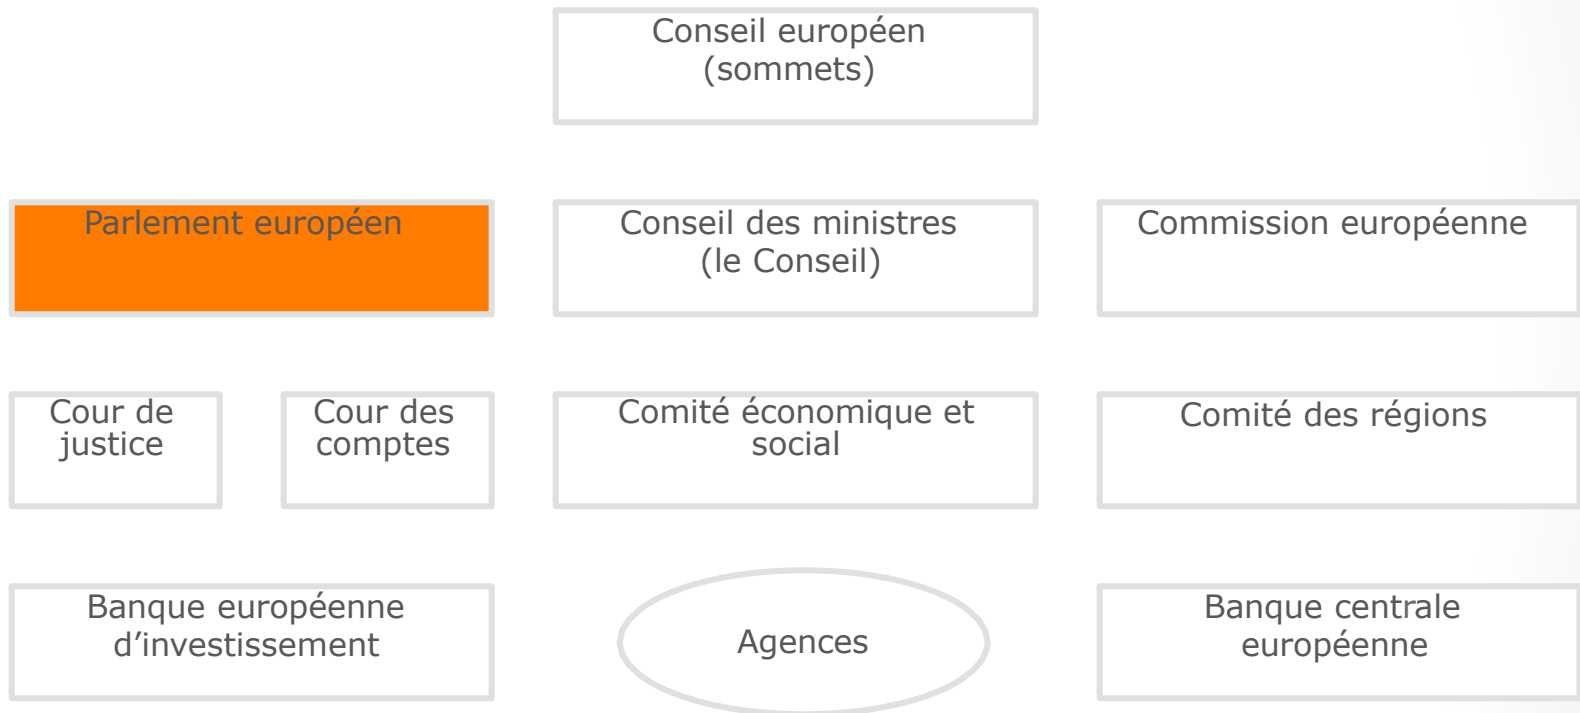 Conseil européen
(sommets)
Parlement européen
Conseil des ministres
(le Conseil)
Commission européenne
Cour de
justice
Cour des
comptes
Comité économique et
social
Comité des régions
Banque européenne
d’investissement
Agences
Banque centrale
européenne